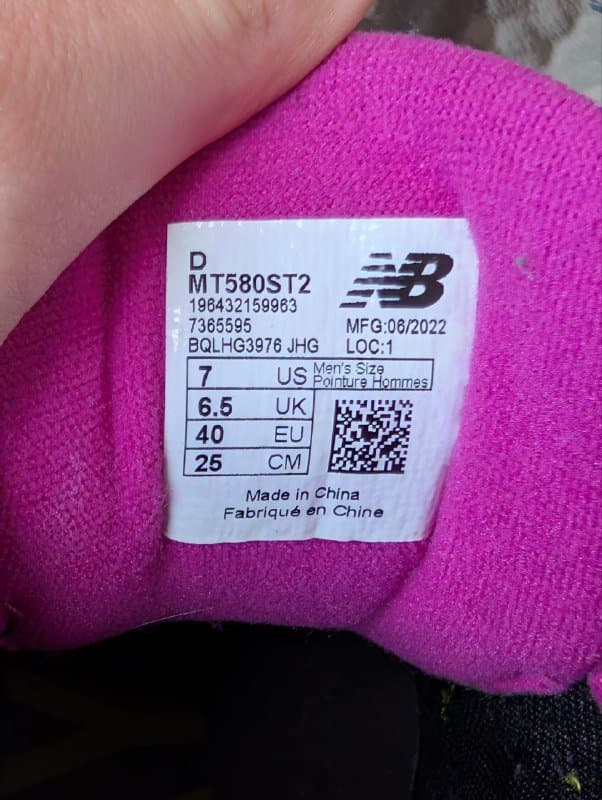 D
MT580ST2
196432159963
7365595
BQLHG3976 JHG
NB
MFG:06/2022
LOC:1
7 US Men's Size
Pointure Hommes
6.5 UK
40 EU
25 CM
Made in China
Fabriqué en Chine